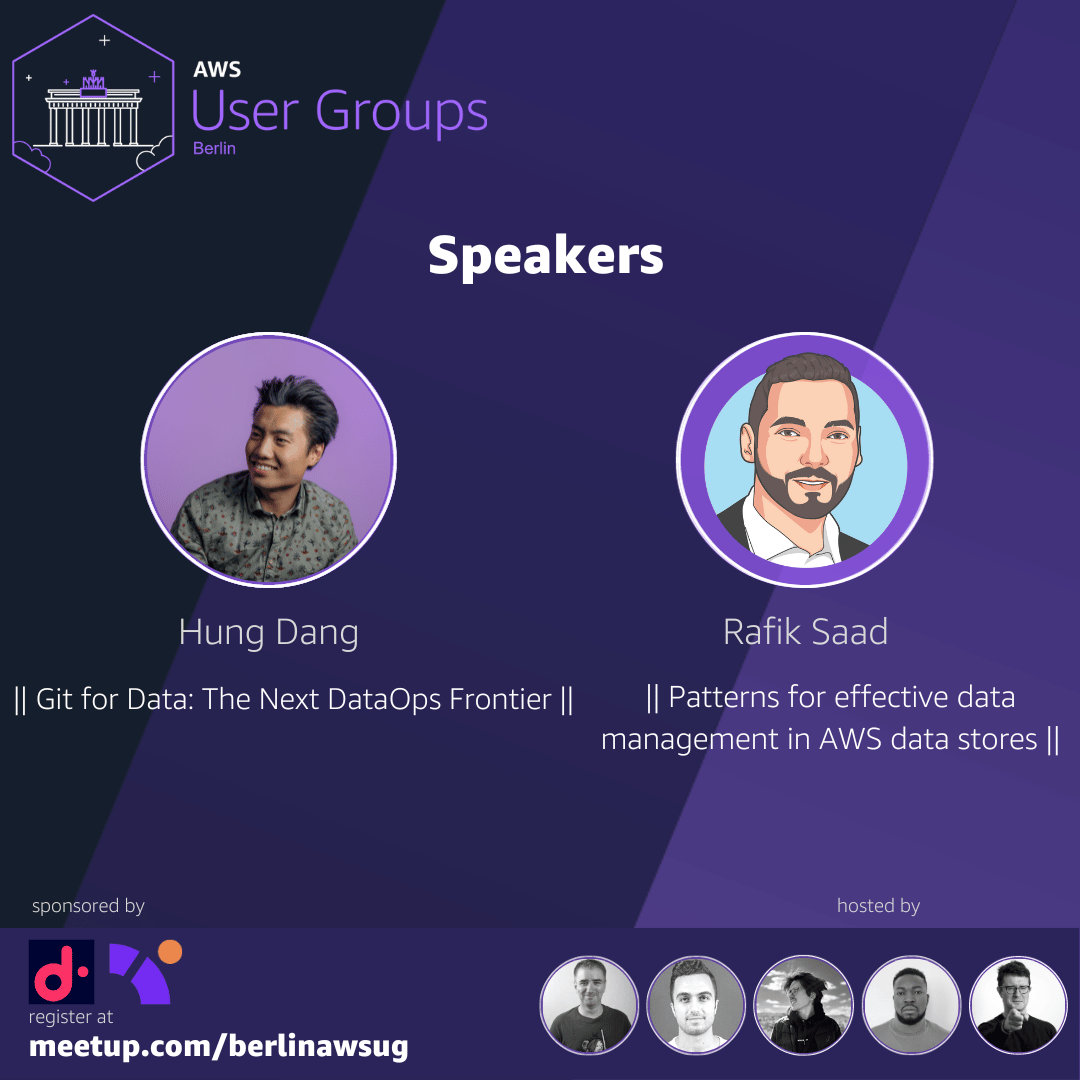 AWS
User Groups
Berlin
Speakers
Hung Dang
|| Git for Data: The Next DataOps Frontier ||
Rafik Saad
|| Patterns for effective data
management in AWS data stores ||
sponsored by
hosted by
d
register at
meetup.com/berlinawsug